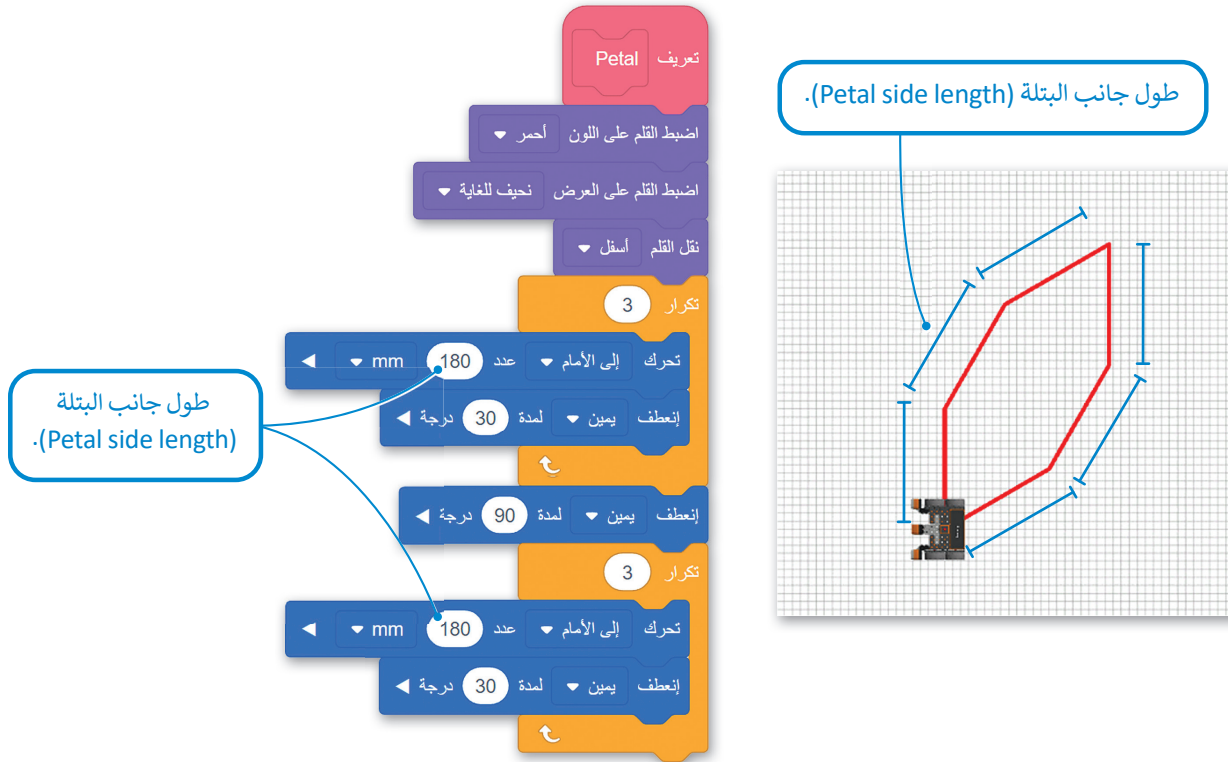 تعريف Petal
اضبط القلم على اللون أحمر
اضبط القلم على العرض نحيف للغاية
نقل القلم أسفل
تكرار 3
تحرك إلى الأمام عدد 180 mm
إنعطف يمين لمدة 30 درجة
إنعطف يمين لمدة 90 درجة
تكرار 3
تحرك إلى الأمام عدد 180 mm
إنعطف يمين لمدة 30 درجة
طول جانب البتلة
(Petal side length).
طول جانب البتلة (Petal side length).